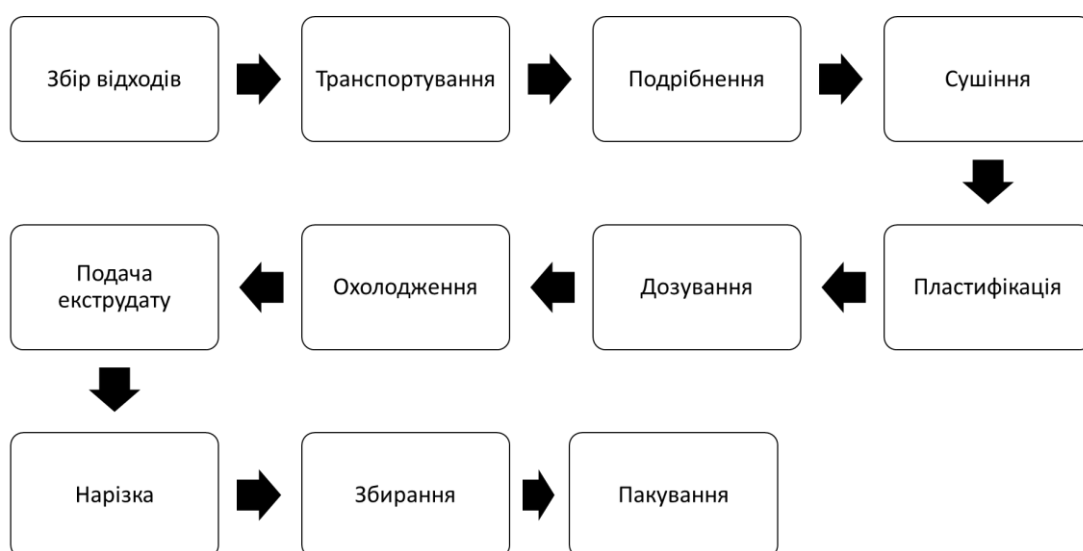 Збір відходів
Транспортування
Подрібнення
Сушіння
Пластифікація
Дозування
Охолодження
Подача
екструдату
Нарізка
Збирання
Пакування